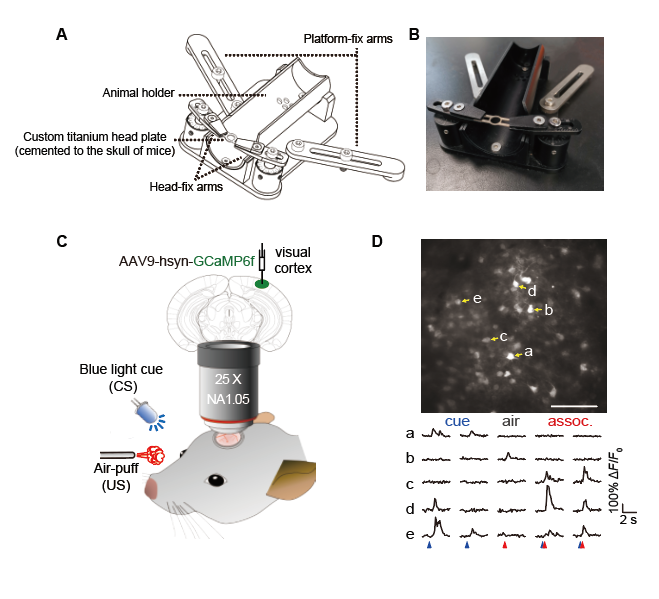 A
Platform-fix arms
Animal holder
Custom titanium head plate
(cemented to the skull of mice)
Head-fix arms
B
C
AAV9-hsyn-GCaMP6f
visual
cortex
25 X
NA1.05
Blue light cue
(CS)
Air-puff
(US)
D
d
e
b
c
a
cue air assoc.
a
b
c
d
e
100% ΔF/F0
2 s